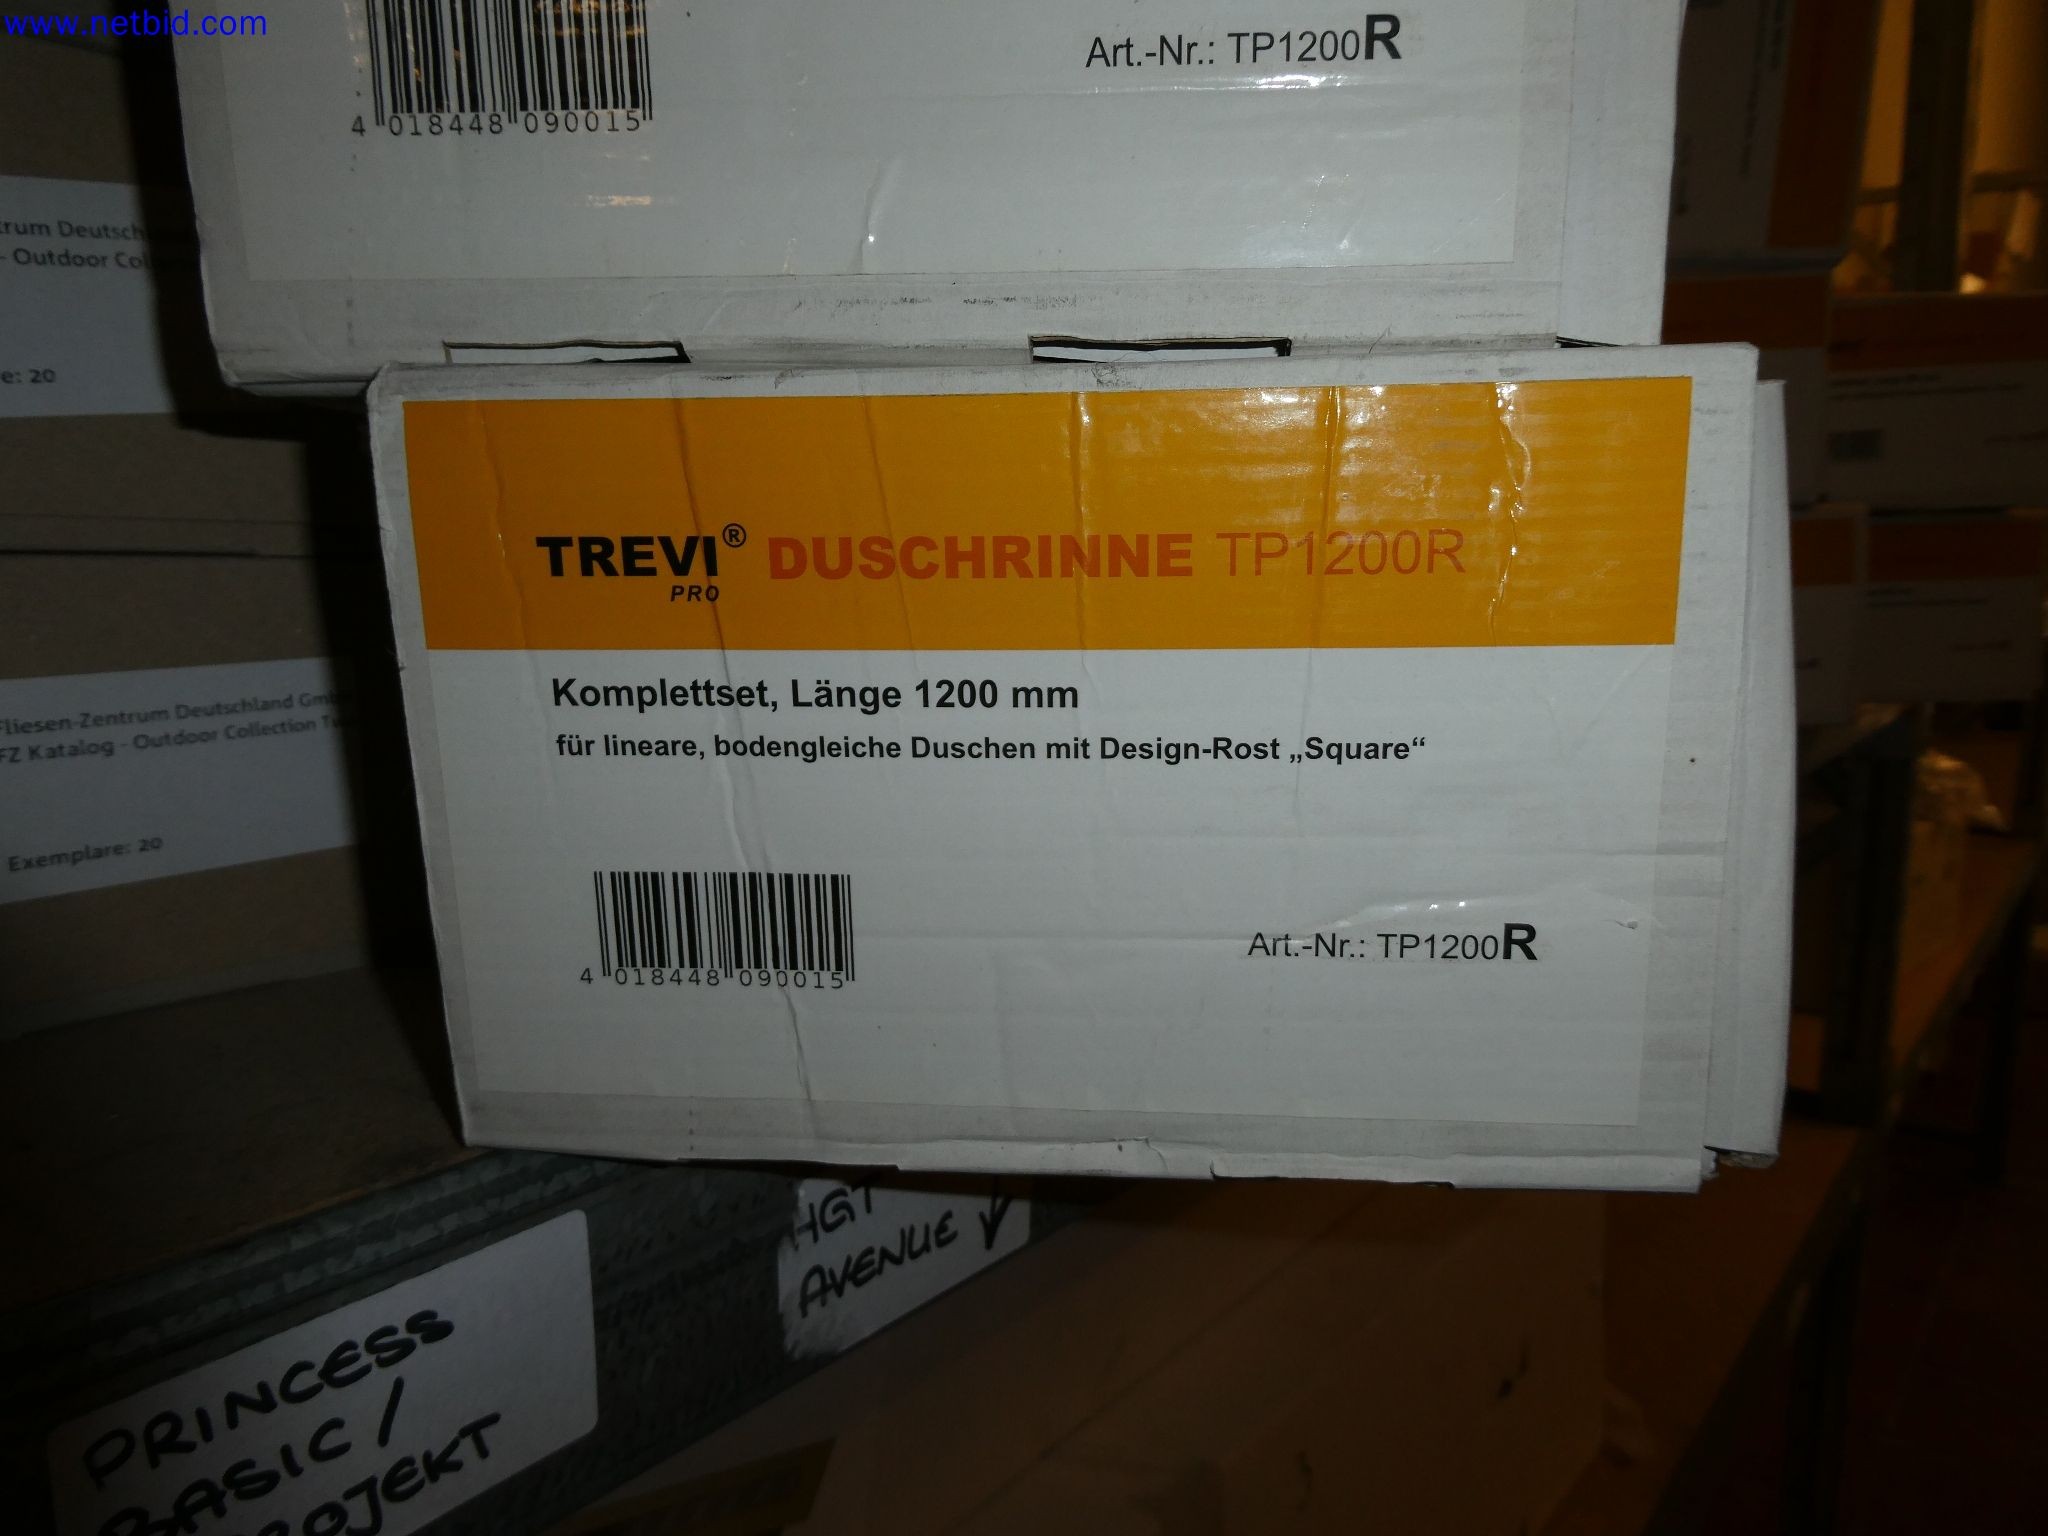 www.netbid.com
Art.-Nr.: TP1200R
4 018448 090015
trum Deutsch
- Outdoor Col
e: 20
TREVI® DUSCHRINNE TP1200R
PRO
Komplettset, Länge 1200 mm
für lineare, bodengleiche Duschen mit Design-Rost „Square“
4 018448 090015
Art.-Nr.: TP1200R
Fliesen-Zentrum Deutschland Gmb
FZ Katalog - Outdoor Collection
Exemplare: 20
HGT
AVENUE
PRINCESS
BASIC/
PROJEKT